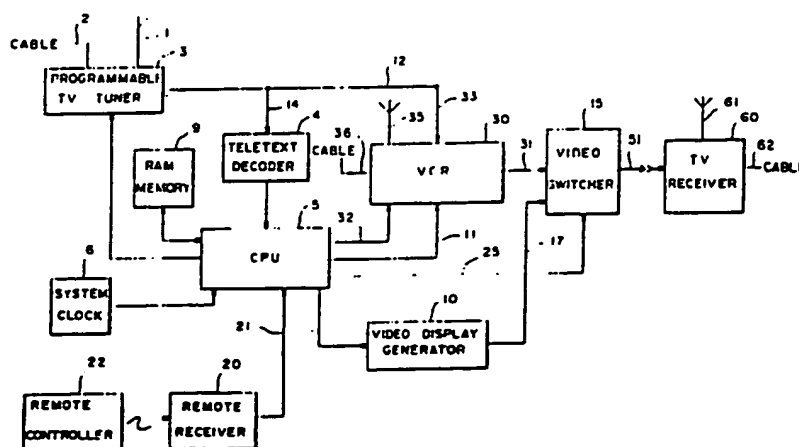 CABLE
2
1
3
PROGRAMMABLE
TV TUNER
12
14
33
4
TELETEXT
DECODER
9
RAM
MEMORY
36
CABLE
35
30
VCR
31
15
VIDEO
SWITCHER
51
61
60
TV
RECEIVER
62
CABLE
5
CPU
32
11
25
17
6
SYSTEM
CLOCK
21
10
VIDEO DISPLAY
GENERATOR
22
REMOTE
CONTROLLER
20
REMOTE
RECEIVER